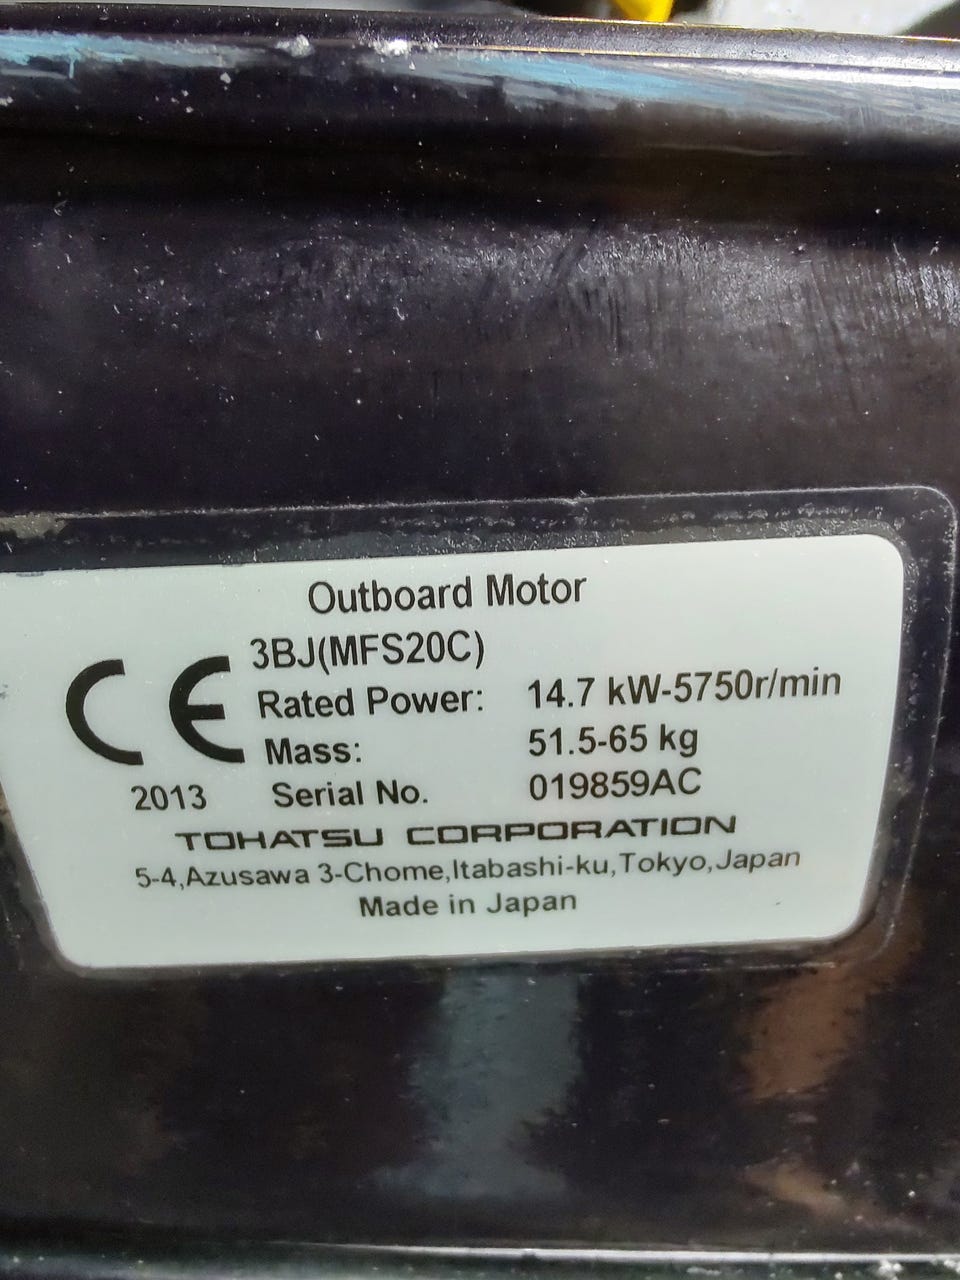 Outboard Motor
CE
3BJ(MFS20C)
Rated Power: 14.7 kW-5750r/min
Mass: 51.5-65 kg
2013 Serial No. 019859AC
TOHATSU CORPORATION
5-4,Azusawa 3-Chome,Itabashi-ku,Tokyo,Japan
Made in Japan